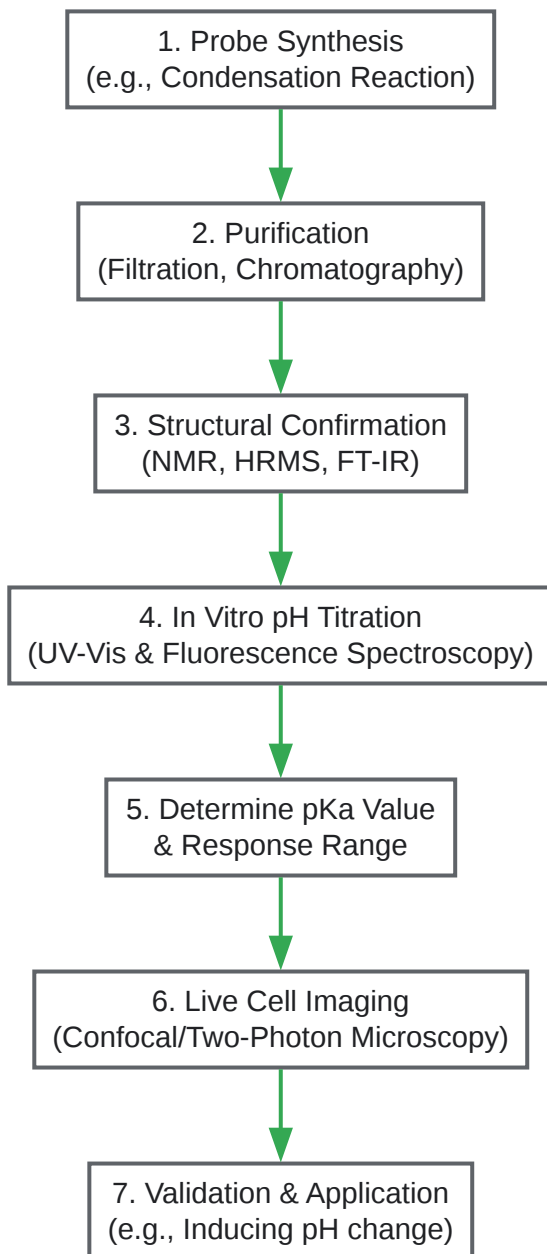 1. Probe Synthesis
(e.g., Condensation Reaction)
2. Purification
(Filtration, Chromatography)
3. Structural Confirmation
(NMR, HRMS, FT-IR)
4. In Vitro pH Titration
(UV-Vis & Fluorescence Spectroscopy)
5. Determine pKa Value
& Response Range
6. Live Cell Imaging
(Confocal/Two-Photon Microscopy)
7. Validation & Application
(e.g., Inducing pH change)